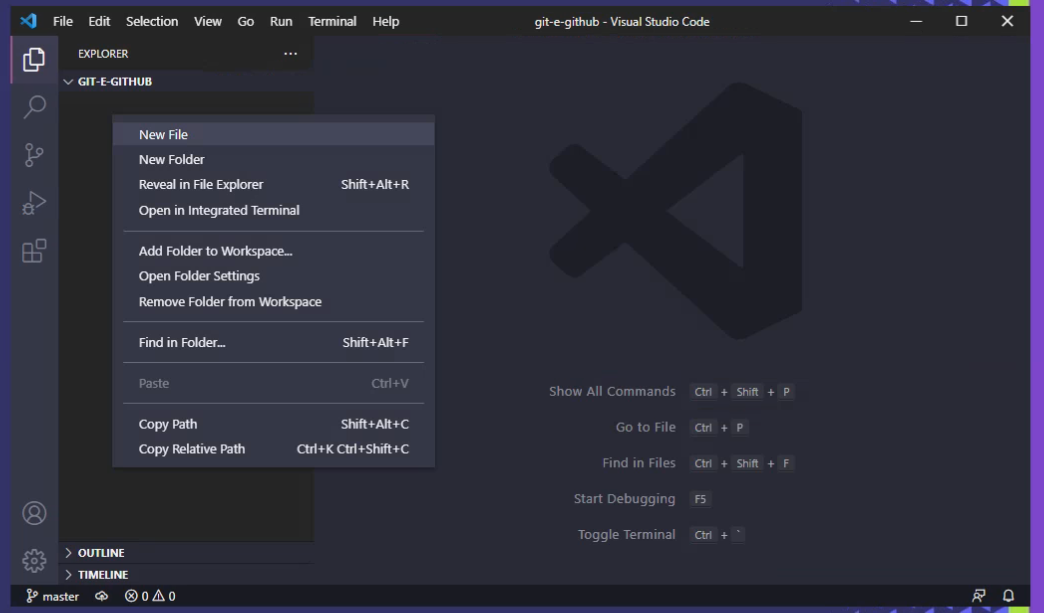 File Edit Selection View Go Run Terminal Help git-e-github - Visual Studio Code
EXPLORER
GIT-E-GITHUB
New File
New Folder
Reveal in File Explorer Shift+Alt+R
Open in Integrated Terminal
Add Folder to Workspace...
Open Folder Settings
Remove Folder from Workspace
Find in Folder... Shift+Alt+F
Paste Ctrl+V
Copy Path Shift+Alt+C
Copy Relative Path Ctrl+K Ctrl+Shift+C
Show All Commands Ctrl + Shift + P
Go to File Ctrl + P
Find in Files Ctrl + Shift + F
Start Debugging F5
Toggle Terminal Ctrl + `
OUTLINE
TIMELINE
master 0 0